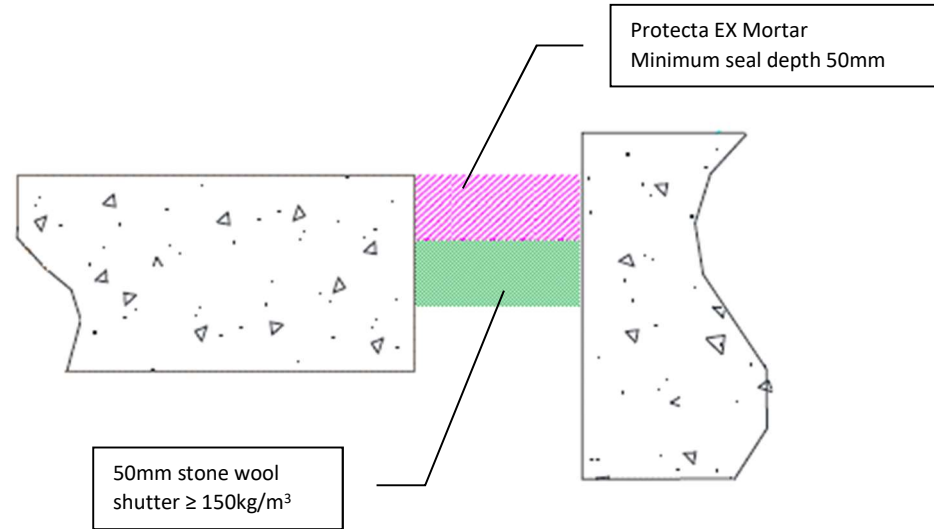 Protecta EX Mortar
Minimum seal depth 50mm
50mm stone wool
shutter ≥ 150kg/m³